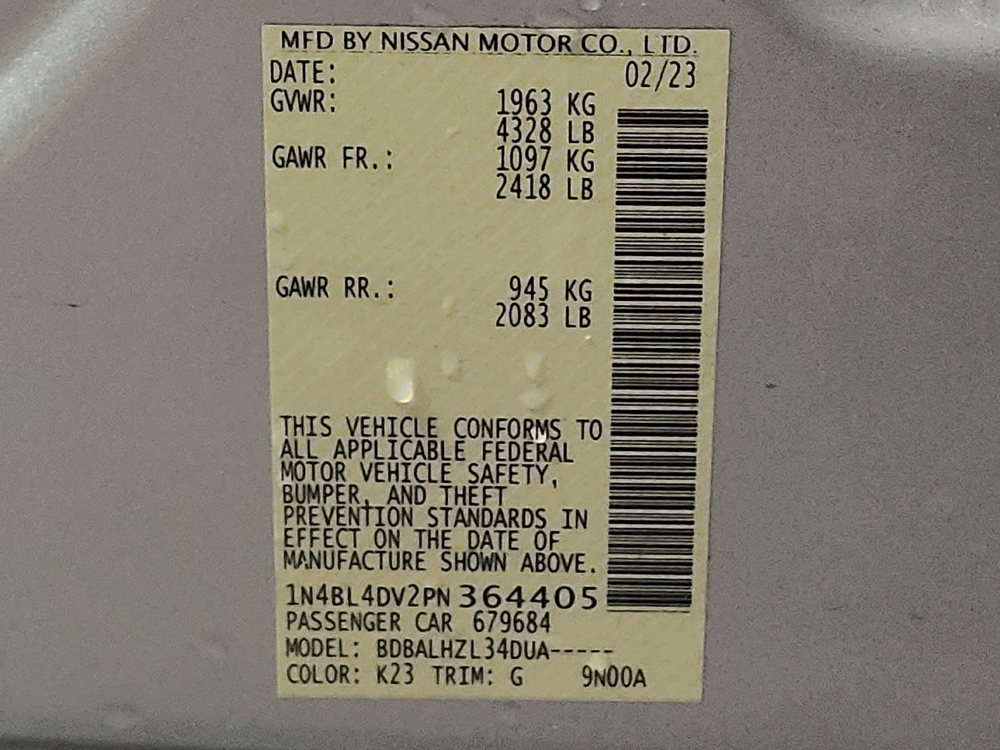 MFD BY NISSAN MOTOR CO., LTD.
DATE: 02/23
GVWR: 1963 KG
4328 LB
GAWR FR.: 1097 KG
2418 LB
GAWR RR.: 945 KG
2083 LB
THIS VEHICLE CONFORMS TO
ALL APPLICABLE FEDERAL
MOTOR VEHICLE SAFETY,
BUMPER, AND THEFT
PREVENTION STANDARDS IN
EFFECT ON THE DATE OF
MANUFACTURE SHOWN ABOVE.
1N4BL4DV2PN 364405
PASSENGER CAR 679684
MODEL: BDBALHZL34DUA-----
COLOR: K23 TRIM: G 9N00A